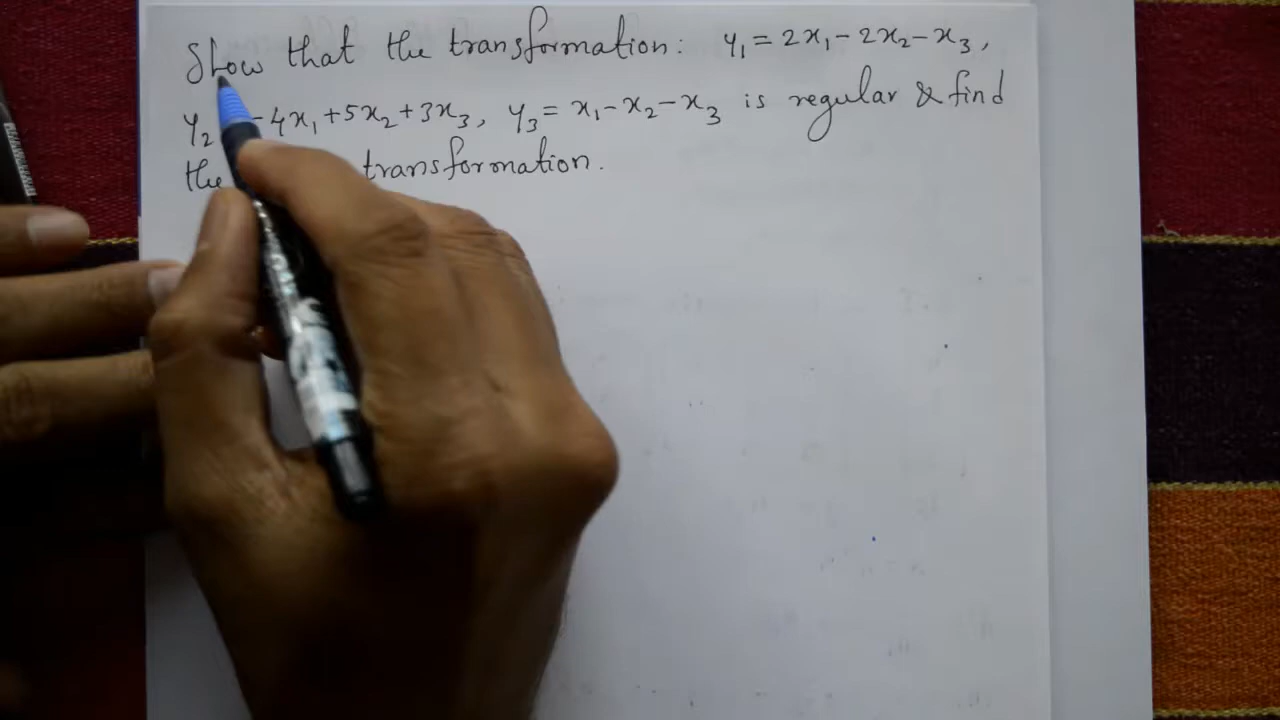 Show that the transformation: y₁ = 2x₁ - 2x₂ - x₃,
y₂ -4x₁ + 5x₂ + 3x₃, y₃ = x₁ - x₂ - x₃ is regular & find
the transformation.